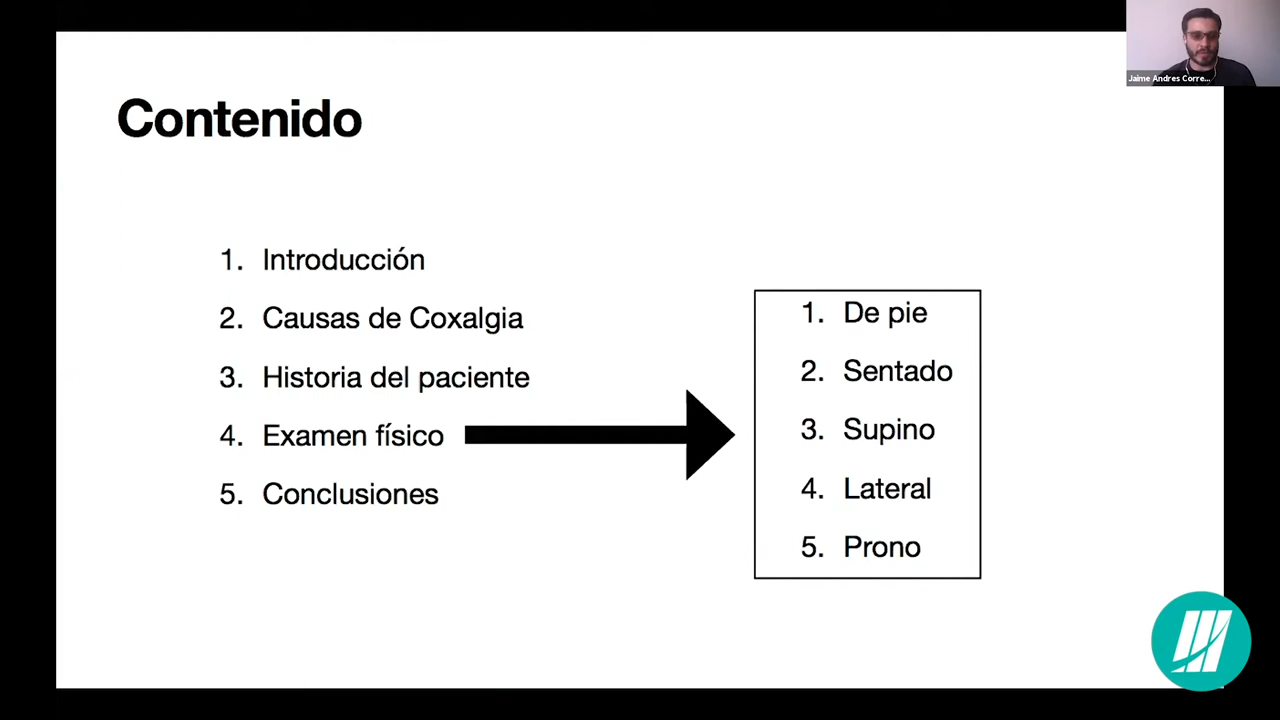 Jaime Andres Corre...
Contenido
1. Introducción
2. Causas de Coxalgia
3. Historia del paciente
4. Examen físico
5. Conclusiones
1. De pie
2. Sentado
3. Supino
4. Lateral
5. Prono